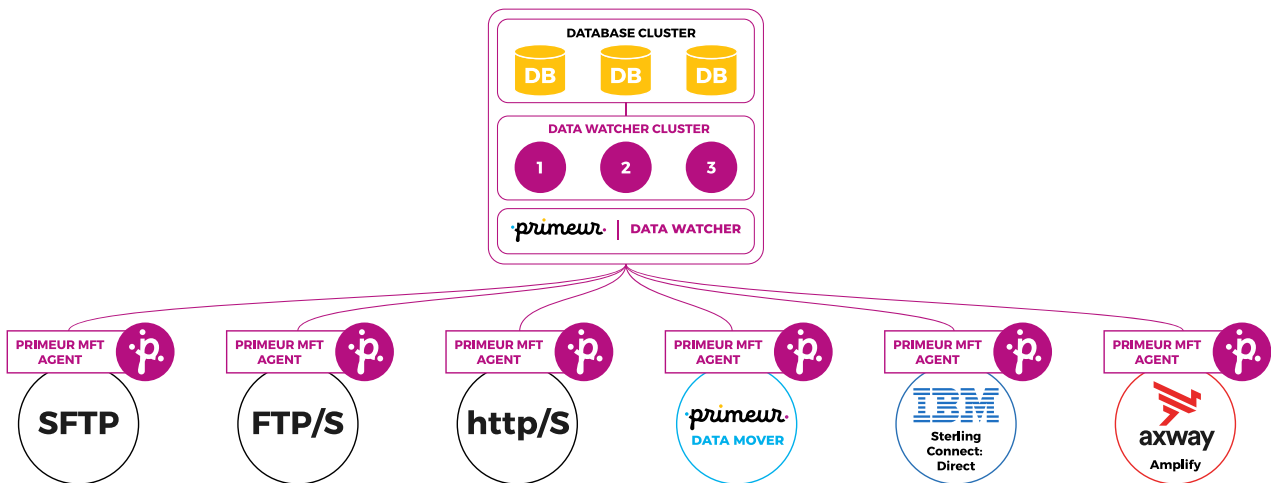 DATABASE CLUSTER
DB DB DB
DATA WATCHER CLUSTER
1 2 3
primeur | DATA WATCHER
PRIMEUR MFT
AGENT
p
SFTP
PRIMEUR MFT
AGENT
p
FTP/S
PRIMEUR MFT
AGENT
p
http/S
PRIMEUR MFT
AGENT
p
primeur
DATA MOVER
PRIMEUR MFT
AGENT
p
IBM
Sterling
Connect:
Direct
PRIMEUR MFT
AGENT
p
axway
Amplify